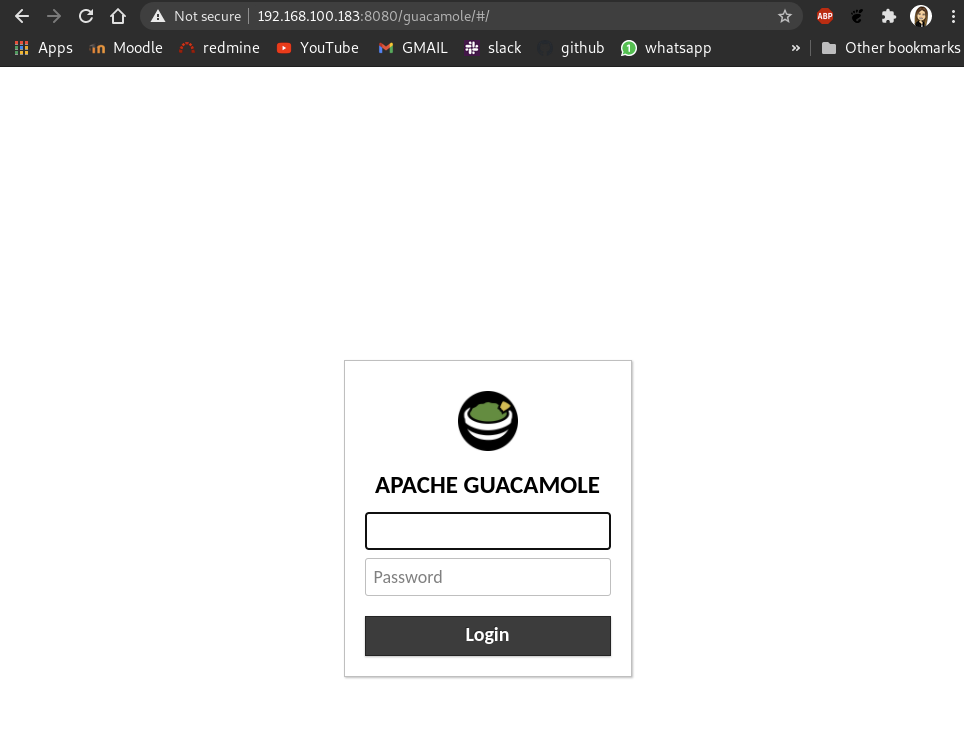 Not secure 192.168.100.183:8080/guacamole/#/ ABP
Apps Moodle redmine YouTube GMAIL slack github 1 whatsapp » Other bookmarks
APACHE GUACAMOLE
Password
Login